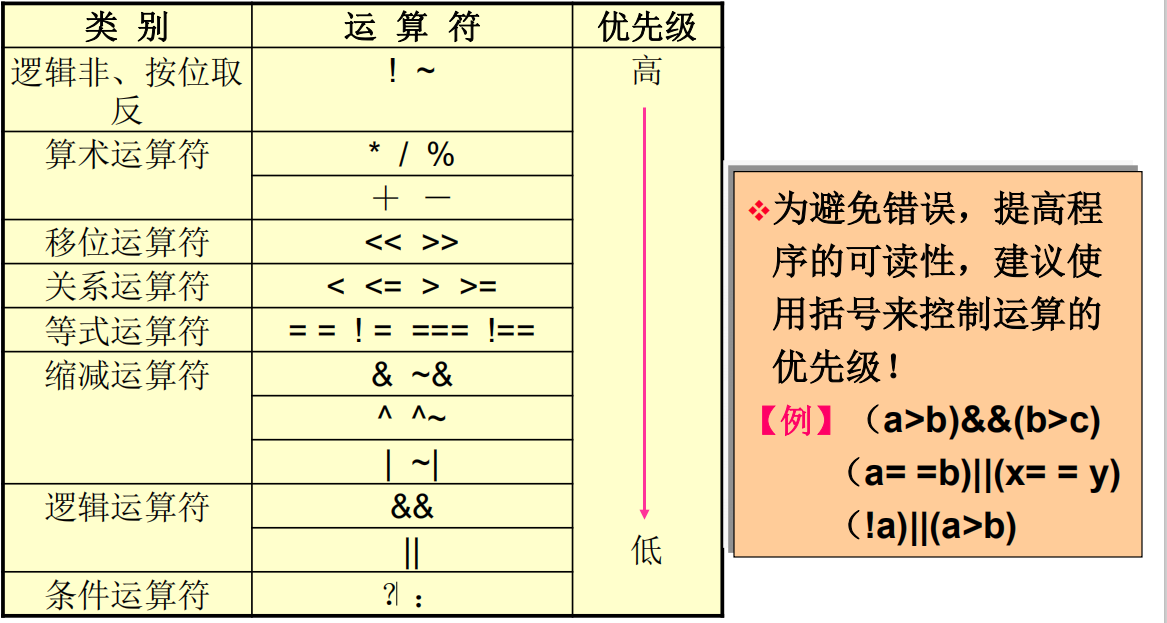 类 别 运 算 符 优先级
逻辑非、按位取 ! ~ 高
反
算术运算符 * / %
＋ －
移位运算符 << >>
关系运算符 < <= > >=
等式运算符 = = ! = === !==
缩减运算符 & ~&
^ ^~
| ~|
逻辑运算符 &&
|| 低
条件运算符 ?| :
❖为避免错误，提高程
序的可读性，建议使
用括号来控制运算的
优先级！
【例】（a>b)&&(b>c)
（a= =b)||(x= = y)
（!a)||(a>b)